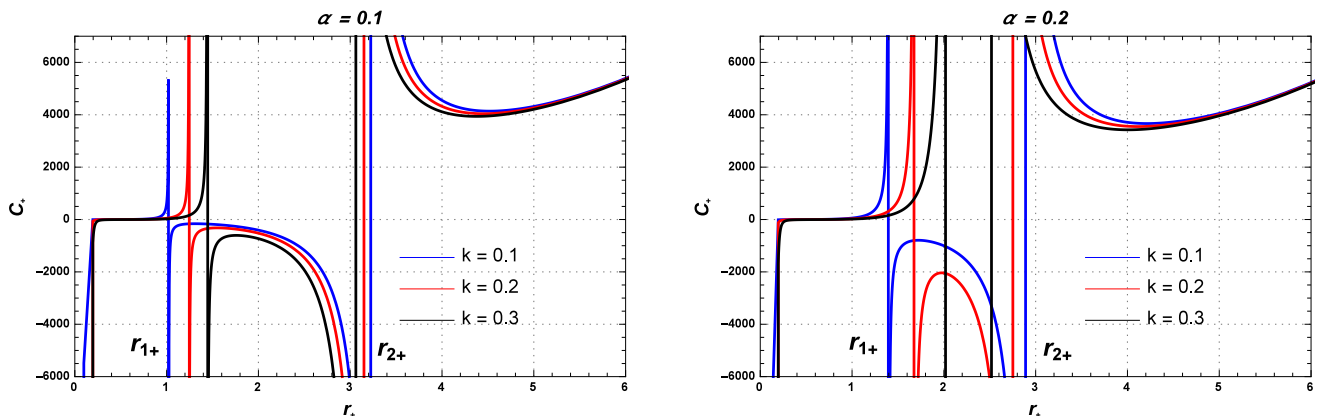 α = 0.1
6000
4000
2000
0
−2000
−4000
−6000
C₊
k = 0.1
k = 0.2
k = 0.3
r₁₊
r₂₊
0 1 2 3 4 5 6
r₊
α = 0.2
6000
4000
2000
0
−2000
−4000
−6000
C₊
k = 0.1
k = 0.2
k = 0.3
r₁₊
r₂₊
0 1 2 3 4 5 6
r₊